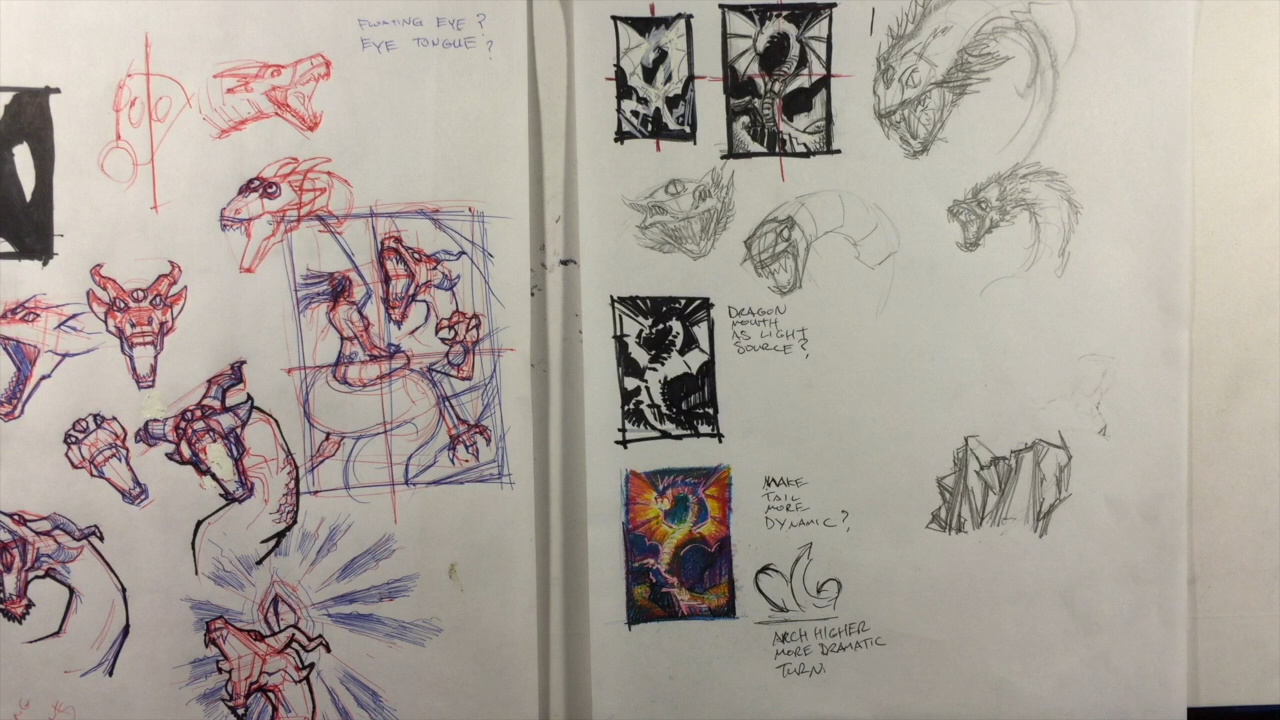 FLOATING EYE?
EYE TONGUE?
DRAGON
MOUTH
AS LIGHT
SOURCE?
MAKE
TAIL
MORE
DYNAMIC?
ARCH HIGHER
MORE DRAMATIC
TURN.